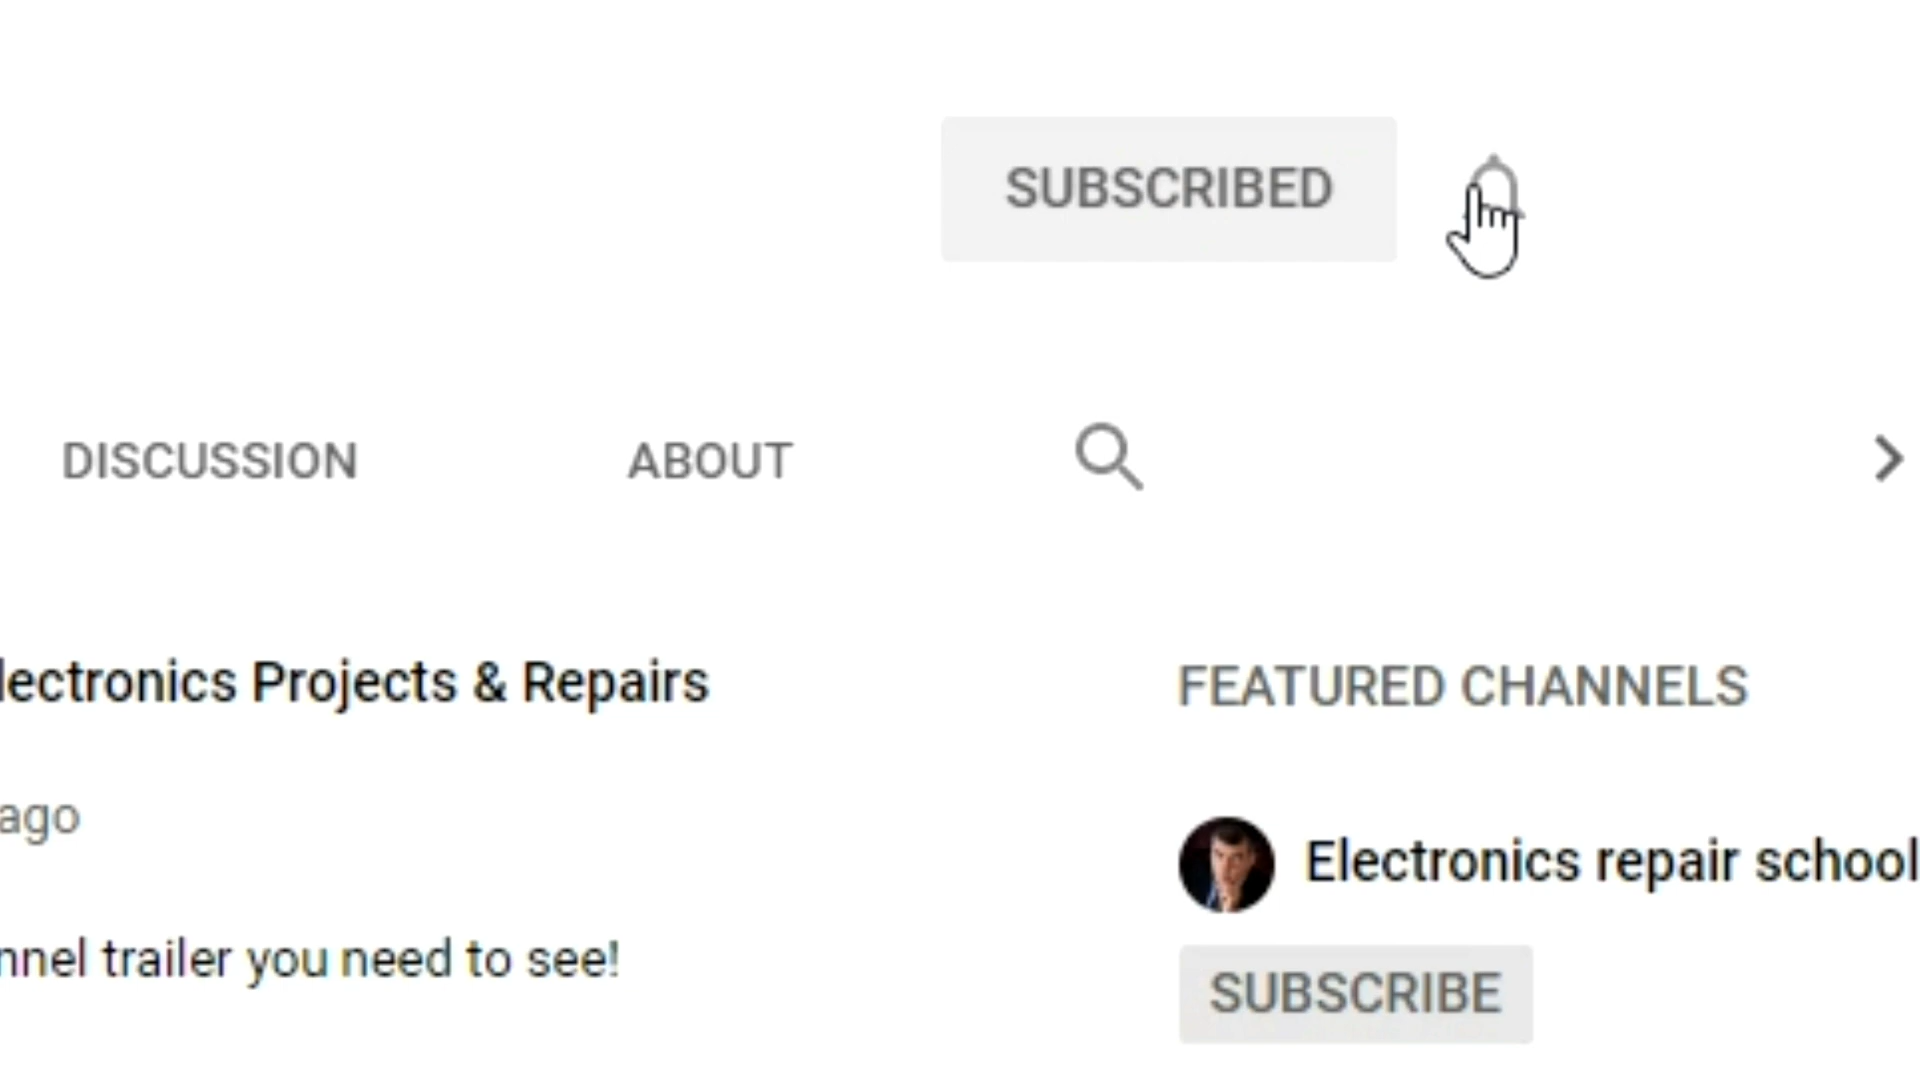 SUBSCRIBED
DISCUSSION ABOUT
lectronics Projects & Repairs
FEATURED CHANNELS
ago
Electronics repair school
nnel trailer you need to see!
SUBSCRIBE